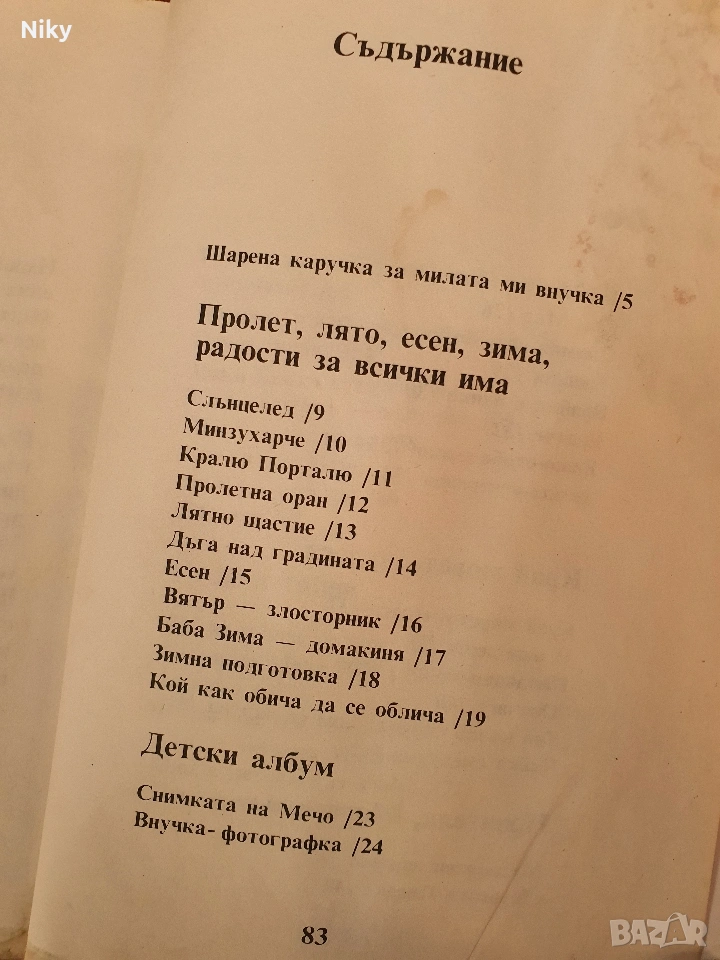 Niky
Съдържание
Шарена каручка за милата ми внучка /5
Пролет, лято, есен, зима,
радости за всички има
Слънцелед /9
Минзухарче /10
Кралю Порталю /11
Пролетна оран /12
Лятно щастие /13
Дъга над градината /14
Есен /15
Вятър — злосторник /16
Баба Зима — домакиня /17
Зимна подготовка /18
Кой как обича да се облича /19
Детски албум
Снимката на Мечо /23
Внучка- фотографка /24
83
BAZAR